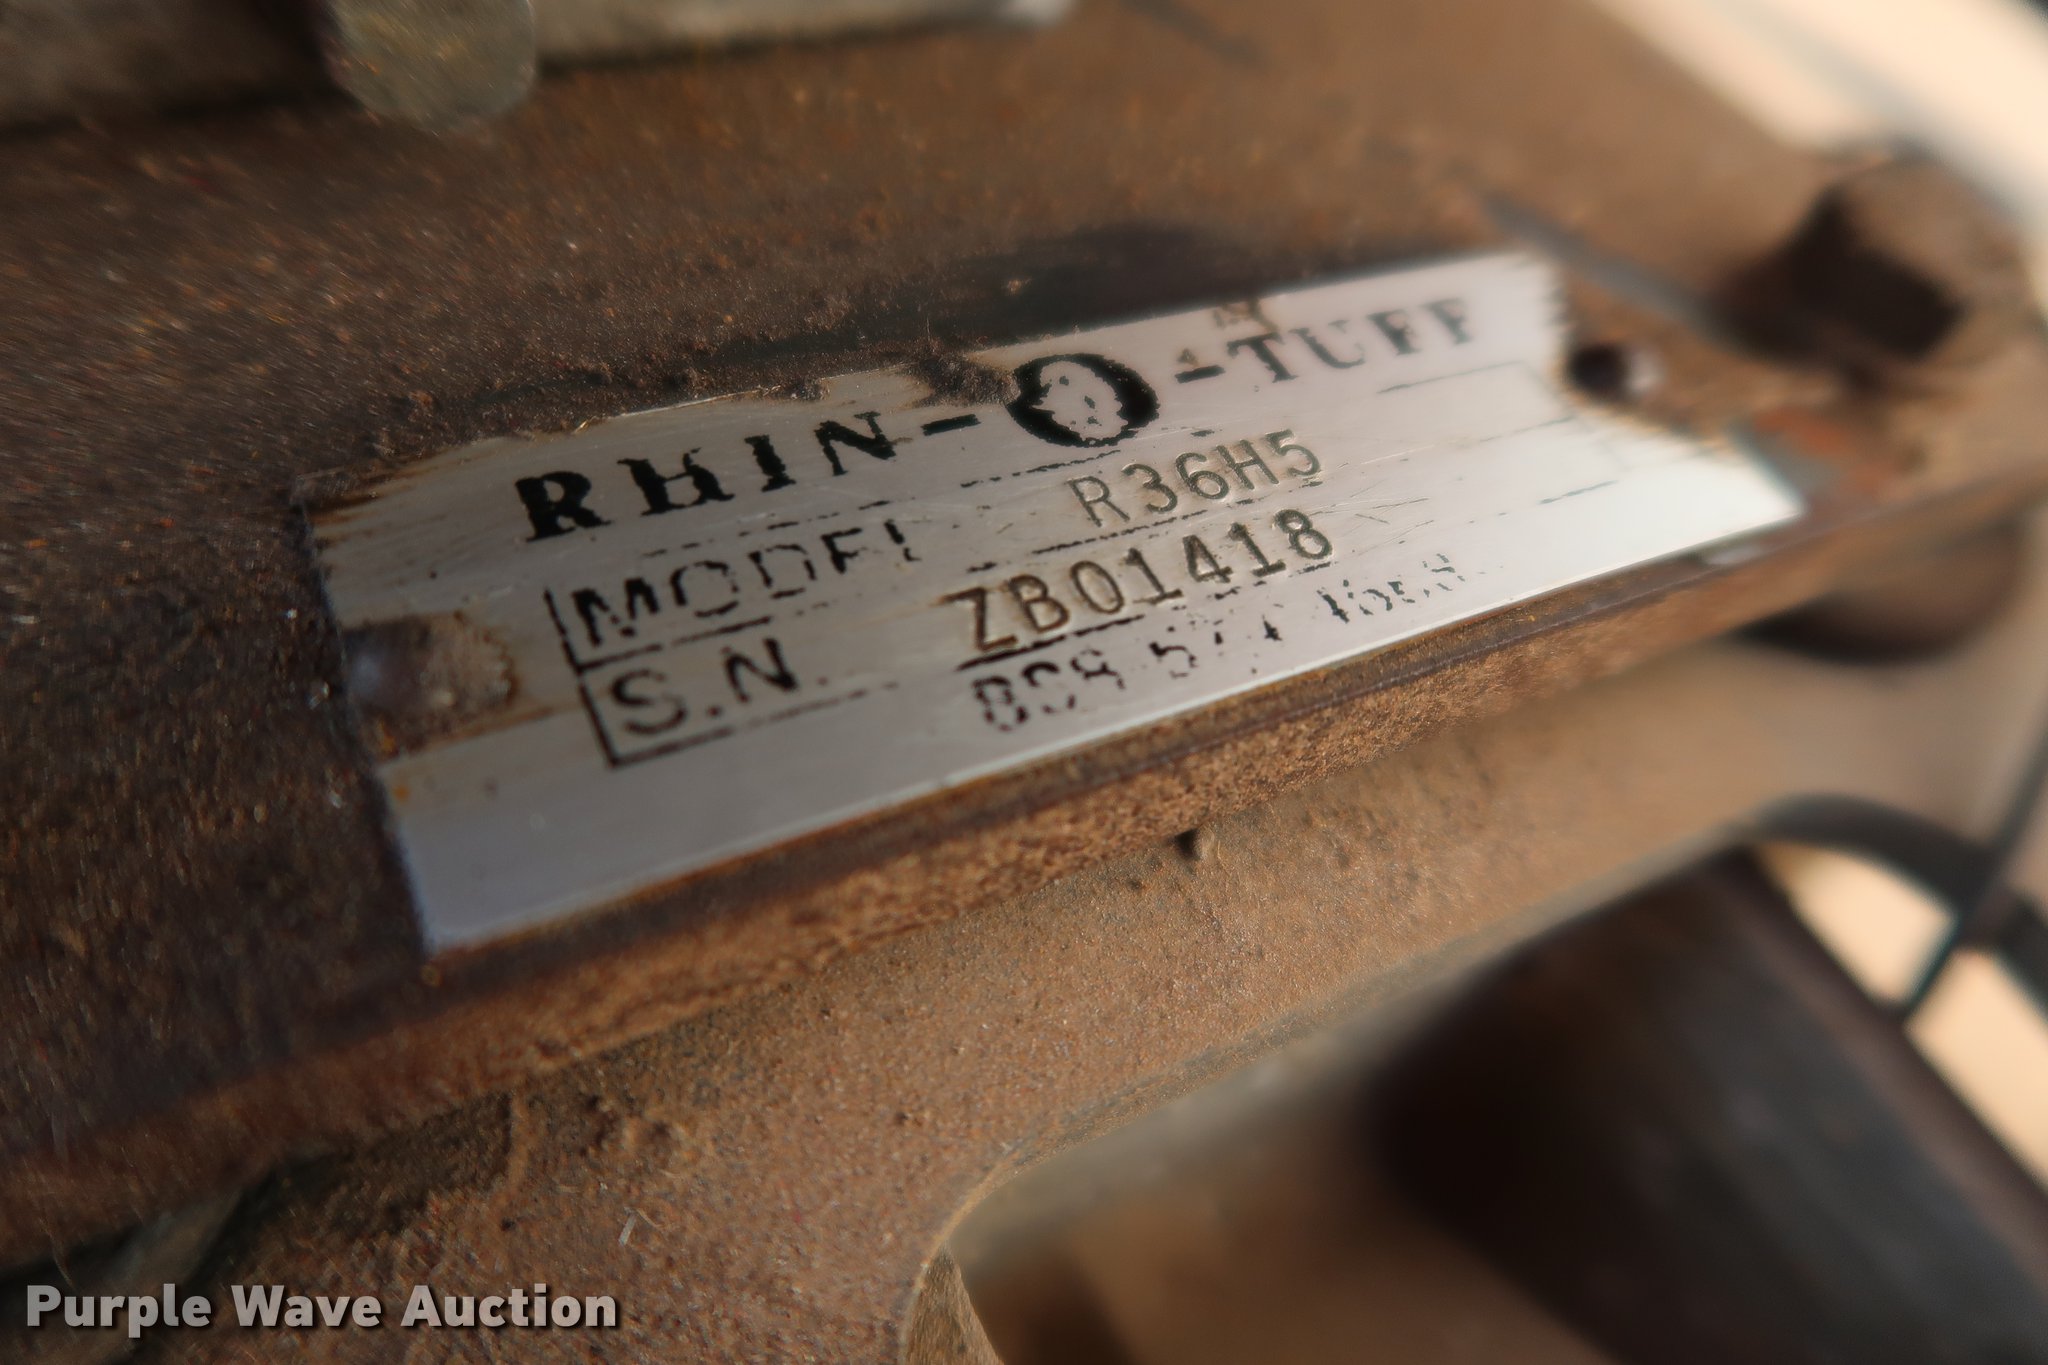 RHIN-O-TUFF
MODEL R36H5
S.N. ZB01418
Purple Wave Auction